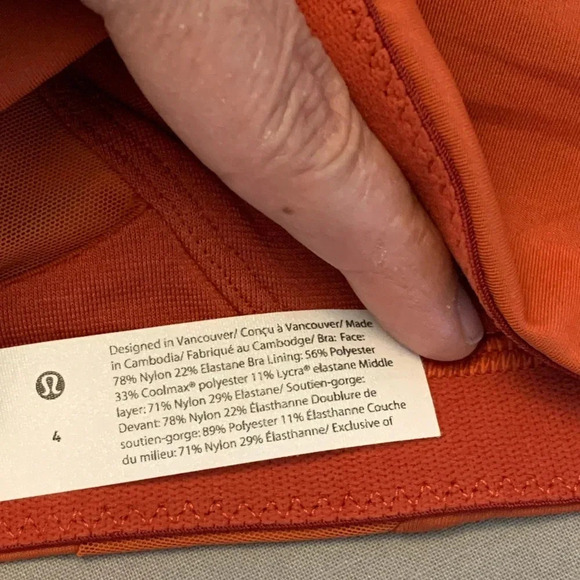 Designed in Vancouver/ Conçu à Vancouver/ Made
in Cambodia/ Fabriqué au Cambodge/ Bra: Face:
78% Nylon 22% Elastane Bra Lining: 56% Polyester
33% Coolmax® polyester 11% Lycra® elastane Middle
layer: 71% Nylon 29% Elastane/ Soutien-gorge:
Devant: 78% Nylon 22% Élasthanne Doublure de
soutien-gorge: 89% Polyester 11% Élasthanne Couche
du milieu: 71% Nylon 29% Élasthanne/ Exclusive of
4